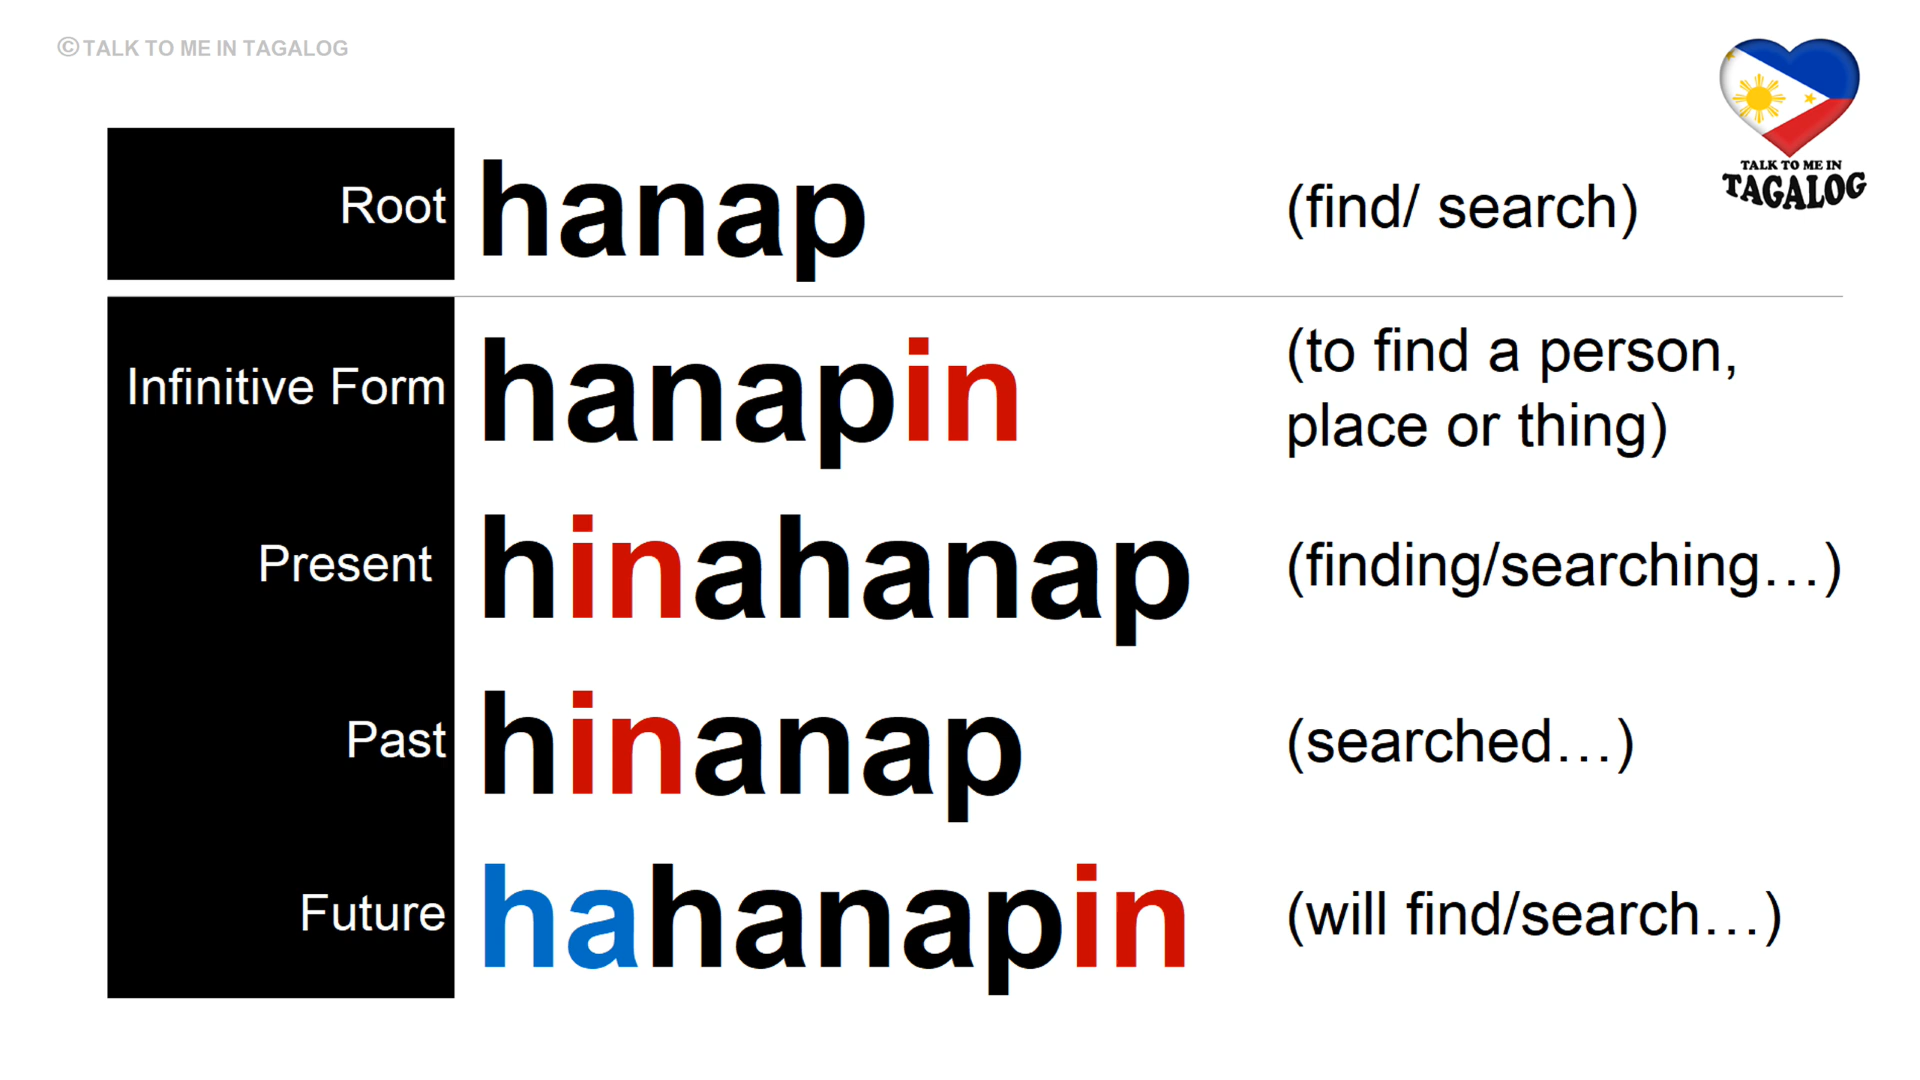 © TALK TO ME IN TAGALOG
TALK TO ME IN
TAGALOG
Root hanap (find/ search)
Infinitive Form hanapin (to find a person,
place or thing)
Present hinahanap (finding/searching…)
Past hinanap (searched…)
Future hahanapin (will find/search…)